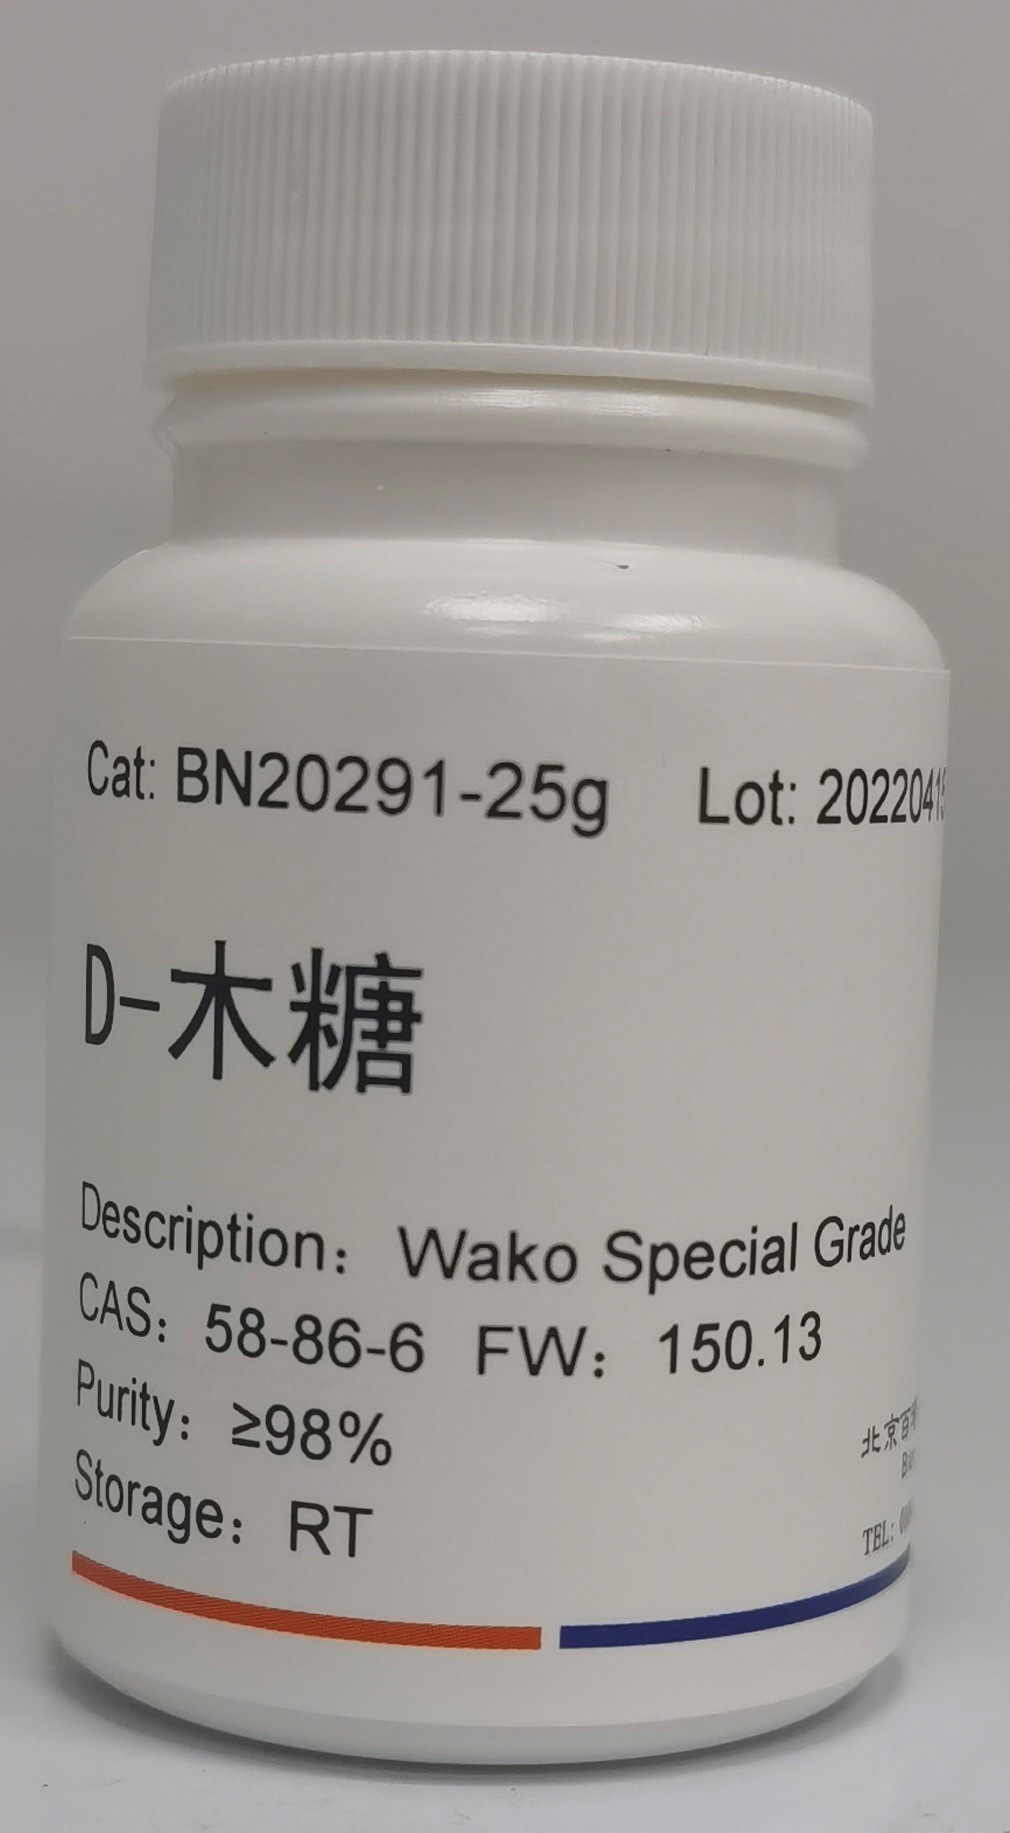 Cat: BN20291-25g Lot: 2022041
D-木糖
Description: Wako Special Grade
CAS: 58-86-6 FW: 150.13
Purity: ≥98%
Storage: RT
北京百
TEL: